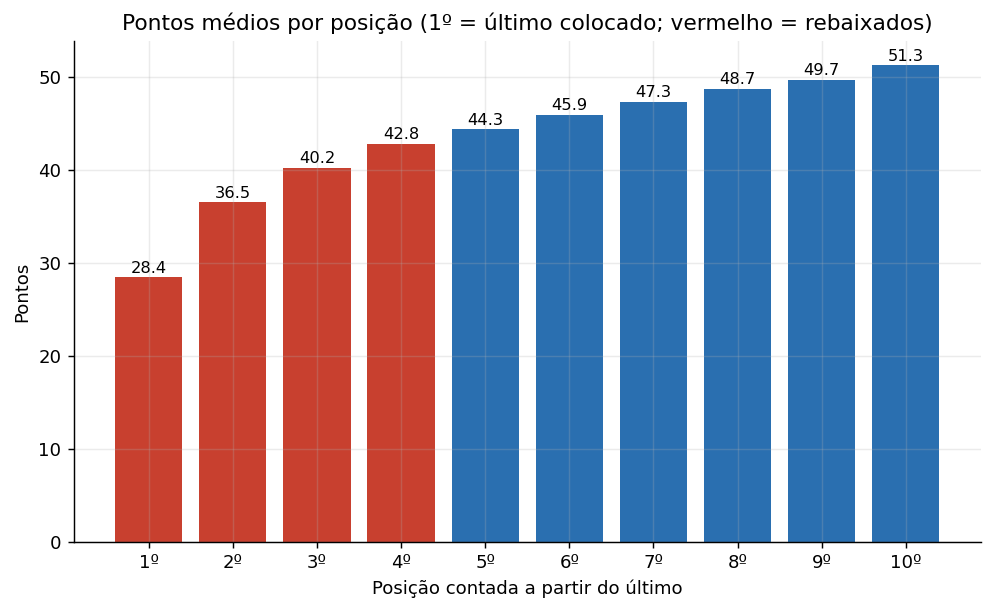 Pontos médios por posição (1º = último colocado; vermelho = rebaixados)
Pontos
50
40
30
20
10
0
28.4
36.5
40.2
42.8
44.3
45.9
47.3
48.7
49.7
51.3
1º
2º
3º
4º
5º
6º
7º
8º
9º
10º
Posição contada a partir do último